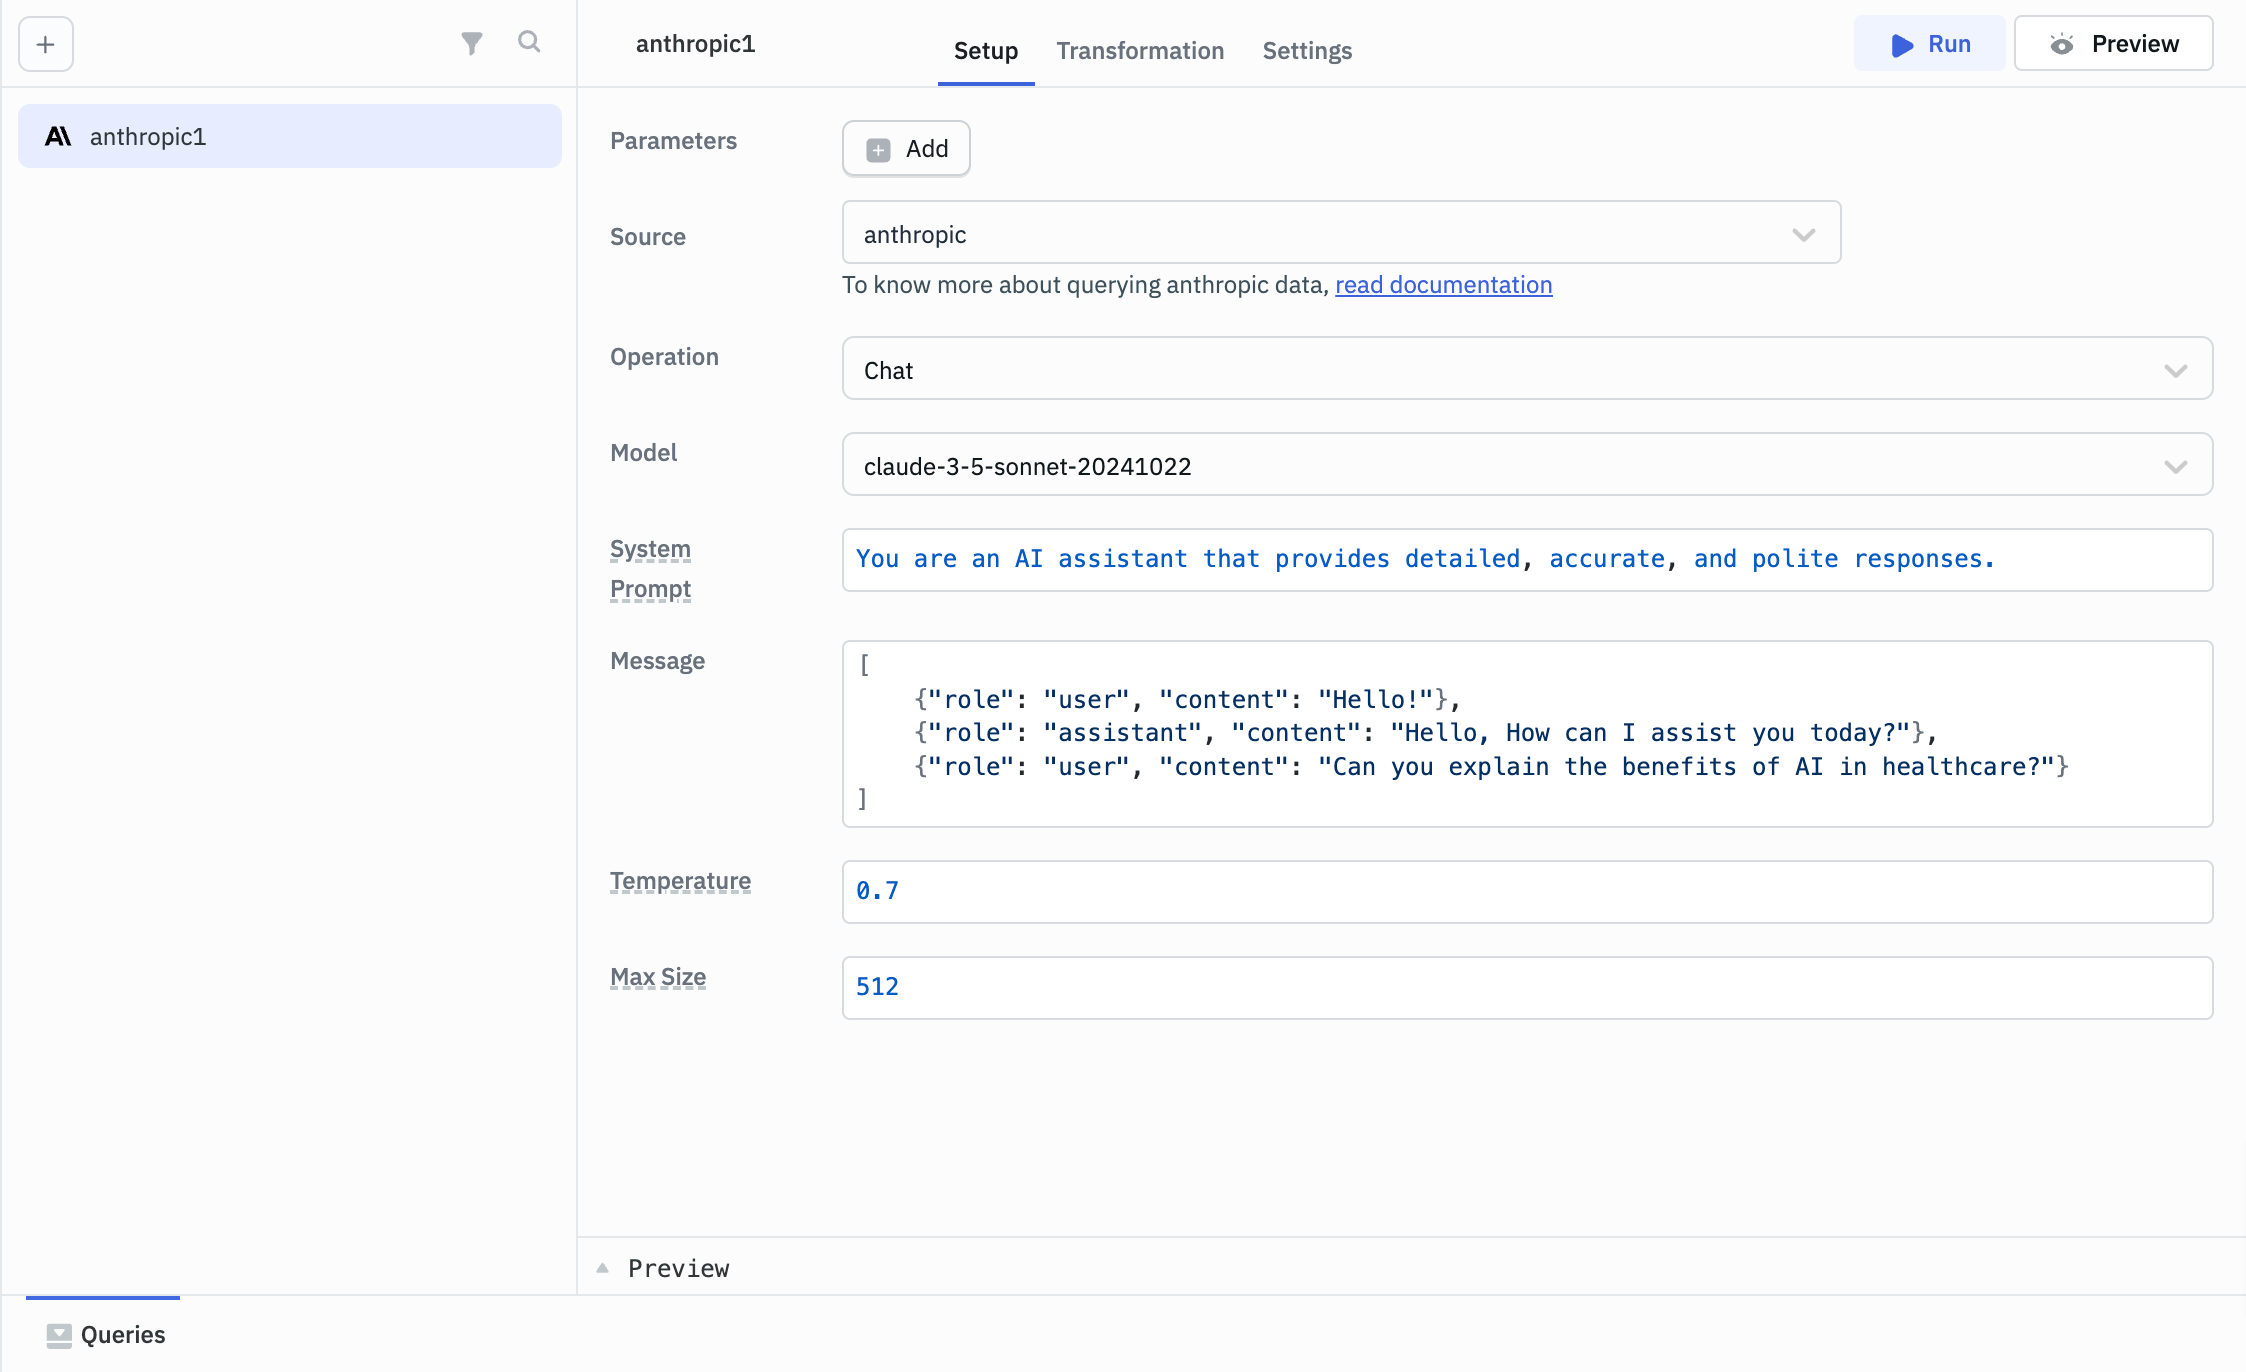 anthropic1
Setup
Transformation
Settings
Run
Preview
anthropic1
Parameters
Add
Source
anthropic
To know more about querying anthropic data, read documentation
Operation
Chat
Model
claude-3-5-sonnet-20241022
System
Prompt
You are an AI assistant that provides detailed, accurate, and polite responses.
Message
[
    {"role": "user", "content": "Hello!"},
    {"role": "assistant", "content": "Hello, How can I assist you today?"},
    {"role": "user", "content": "Can you explain the benefits of AI in healthcare?"}
]
Temperature
0.7
Max Size
512
Preview
Queries